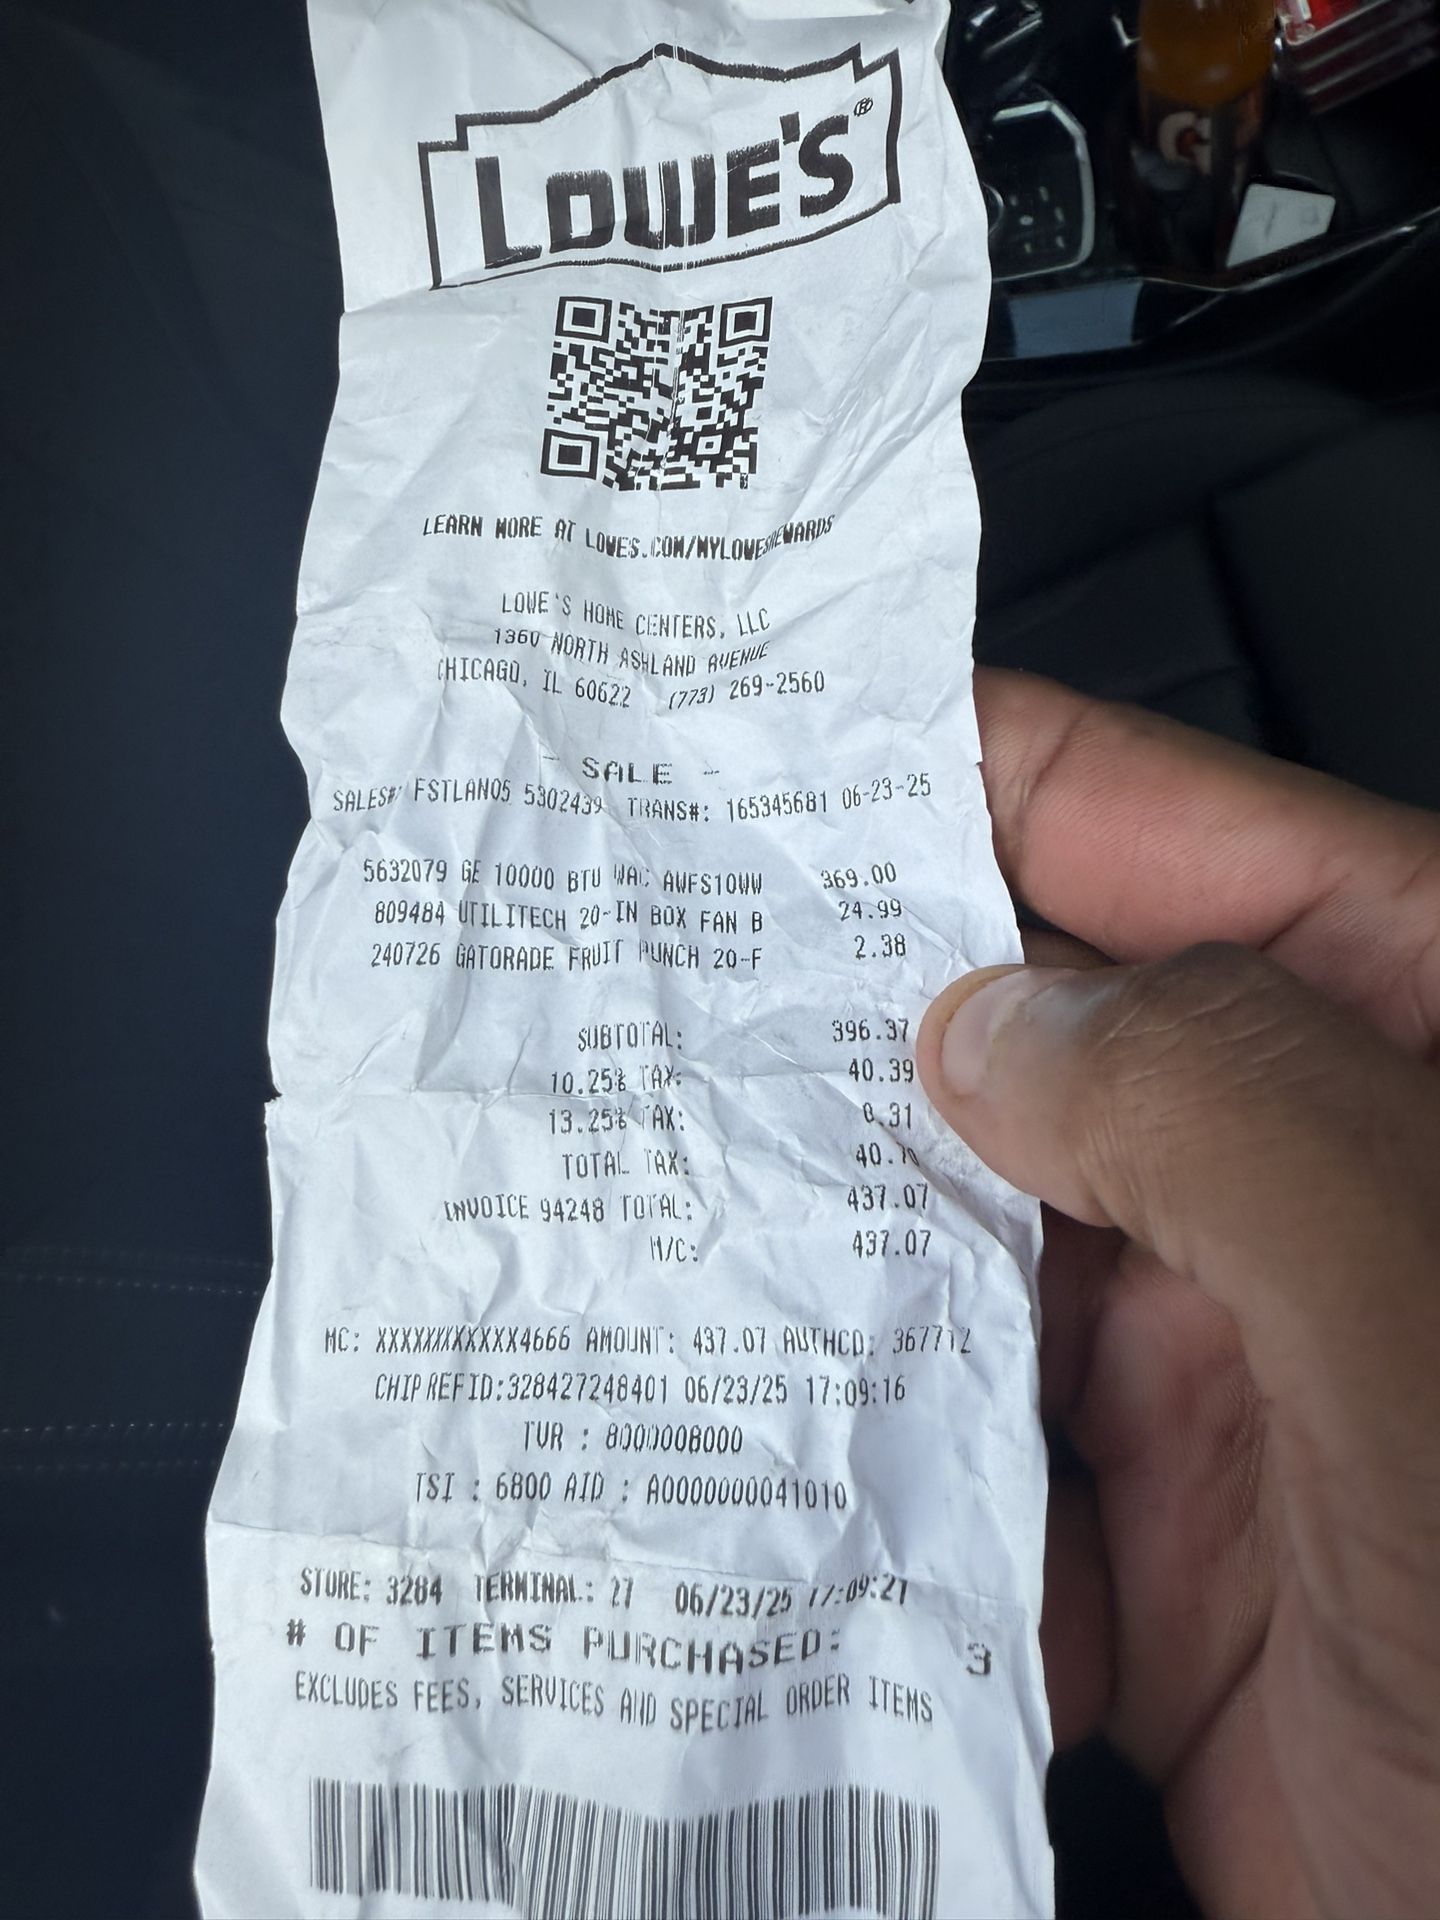 LOWE'S®
LEARN MORE AT LOWES.COM/MYLOWESREWARDS
LOWE'S HOME CENTERS, LLC
1360 NORTH ASHLAND AVENUE
CHICAGO, IL 60622 (773) 269-2560
- SALE -
SALES#: FSTLAN05 5302439 TRANS#: 165345681 06-23-25
5632079 GE 10000 BTU WAC AWFS10WW 369.00
809484 UTILITECH 20-IN BOX FAN B 24.99
240726 GATORADE FRUIT PUNCH 20-F 2.38
SUBTOTAL: 396.37
10.25% TAX: 40.39
13.25% TAX: 0.31
TOTAL TAX: 40.70
INVOICE 94248 TOTAL: 437.07
M/C: 437.07
MC: XXXXXXXXXXXX4666 AMOUNT: 437.07 AUTHCD: 367712
CHIP REFID:328427248401 06/23/25 17:09:16
TVR : 8000008000
TSI : 6800 AID : A0000000041010
STORE: 3284 TERMINAL: 27 06/23/25 17:09:21
# OF ITEMS PURCHASED: 3
EXCLUDES FEES, SERVICES AND SPECIAL ORDER ITEMS
G